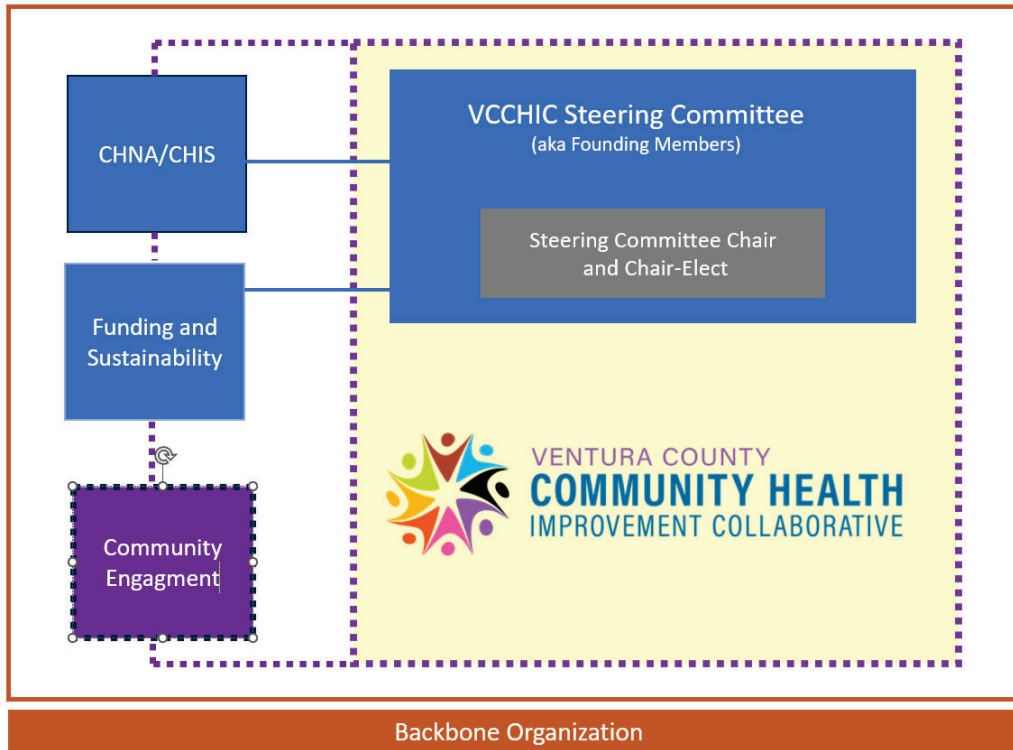 CHNA/CHIS
VCCHIC Steering Committee
(aka Founding Members)
Steering Committee Chair
and Chair-Elect
Funding and
Sustainability
Community
Engagment
VENTURA COUNTY
COMMUNITY HEALTH
IMPROVEMENT COLLABORATIVE
Backbone Organization